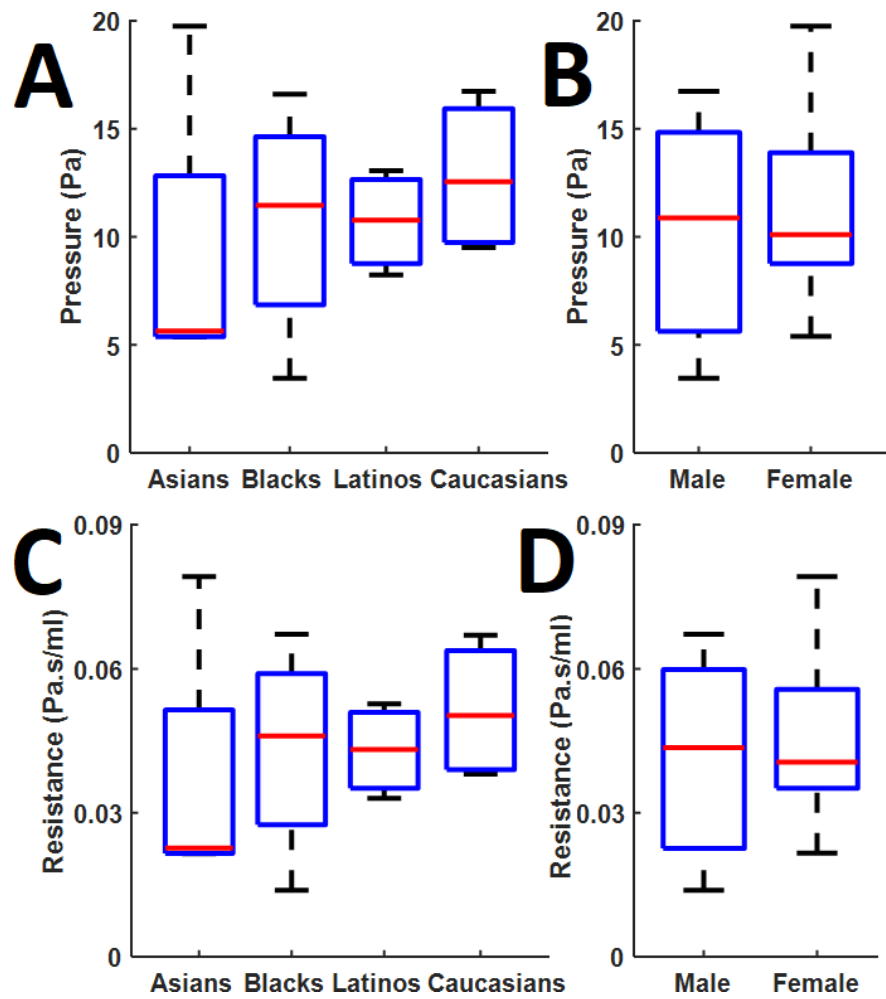 A
Pressure (Pa)
20
15
10
5
0
Asians Blacks Latinos Caucasians
B
Pressure (Pa)
20
15
10
5
0
Male Female
C
Resistance (Pa.s/ml)
0.09
0.06
0.03
0
Asians Blacks Latinos Caucasians
D
Resistance (Pa.s/ml)
0.09
0.06
0.03
0
Male Female